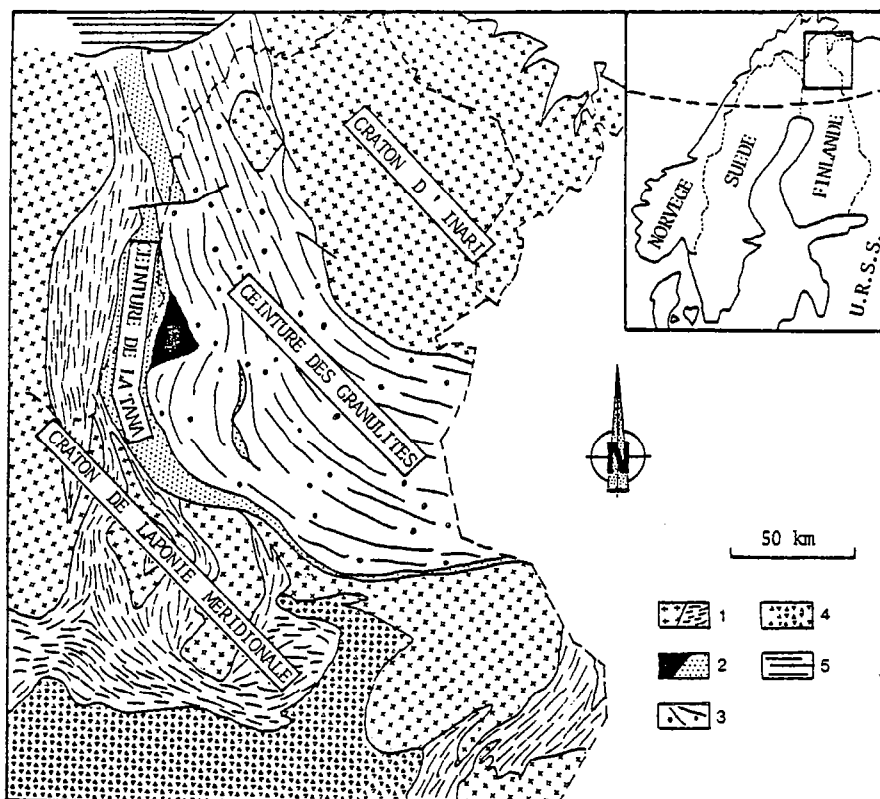 CRATON D'INARI
CEINTURE DES GRANULITES
CEINTURE DE LA TANA
CRATON DE LAPONIE MERIDIONALE
NORVEGE
SUEDE
FINLANDE
U.R.S.S.
N
50 km
1
4
2
5
3